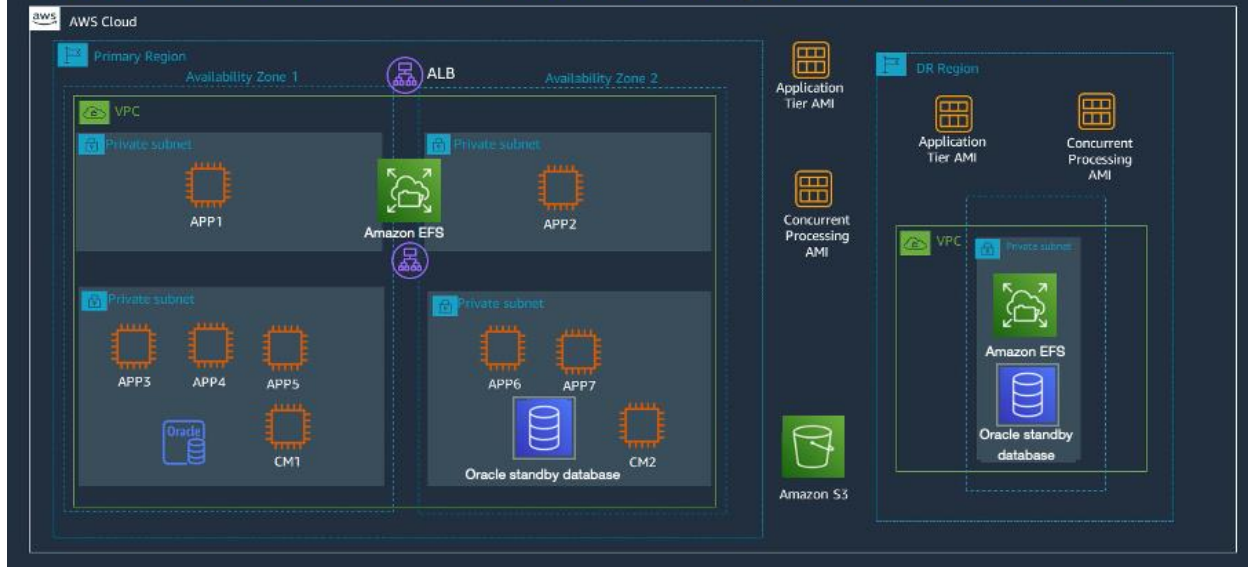 aws
AWS Cloud
Primary Region
Availability Zone 1
ALB
Availability Zone 2
VPC
Private subnet
Private subnet
APP1
Amazon EFS
APP2
Private subnet
Private subnet
APP3
APP4
APP5
APP6
APP7
Oracle
CM1
Oracle standby database
CM2
Application
Tier AMI
Concurrent
Processing
AMI
Amazon S3
DR Region
Application
Tier AMI
Concurrent
Processing
AMI
VPC
Private subnet
Amazon EFS
Oracle standby
database